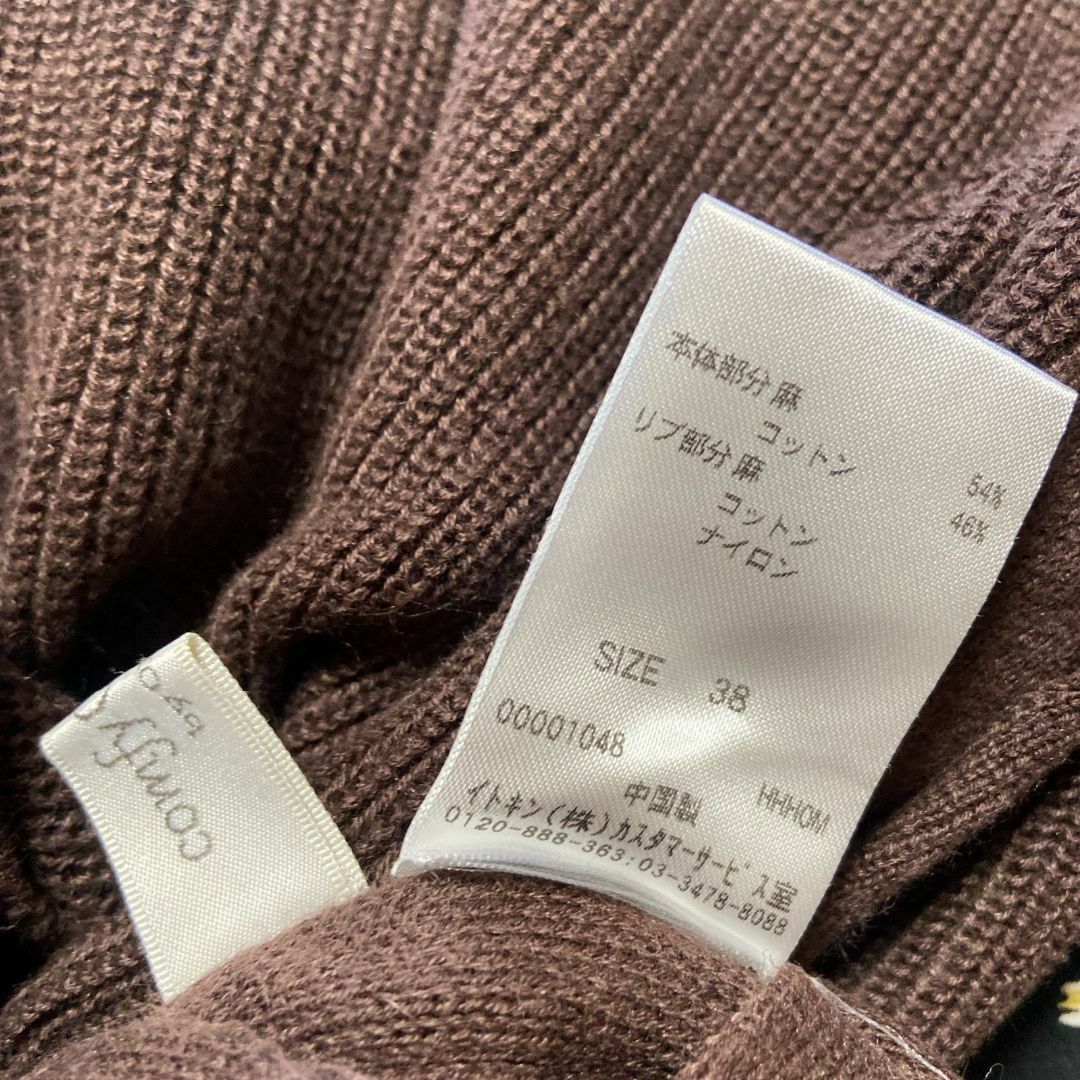 本体部分 麻 54%
コットン 46%
リブ部分 麻
コットン
ナイロン
SIZE 38
00001048
中国製 HHHOM
イトキン(株)カスタマーサービス室
0120-888-363:03-3478-8088
comfy
by